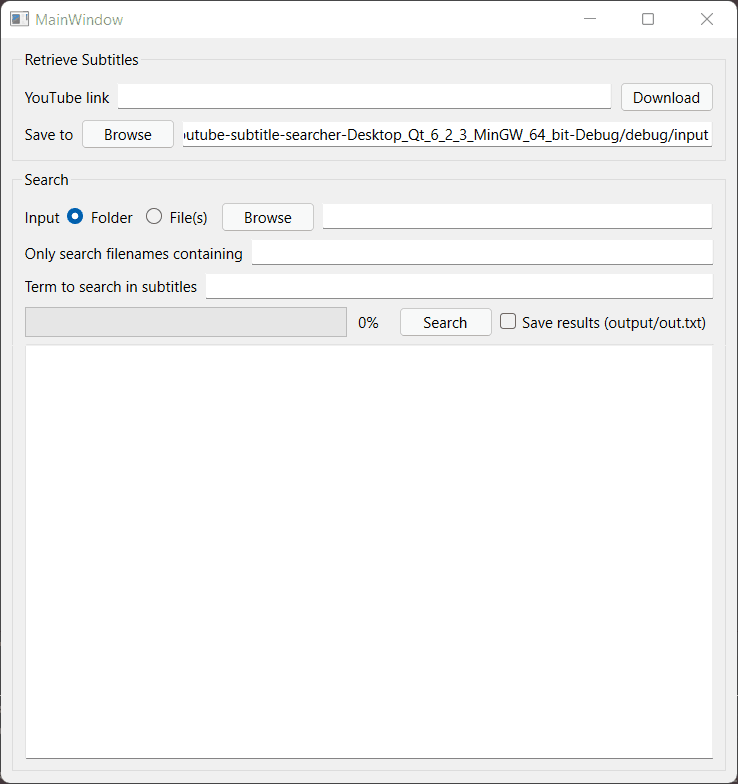 MainWindow
Retrieve Subtitles
YouTube link Download
Save to Browse outube-subtitle-searcher-Desktop_Qt_6_2_3_MinGW_64_bit-Debug/debug/input
Search
Input Folder File(s) Browse
Only search filenames containing
Term to search in subtitles
0% Search Save results (output/out.txt)